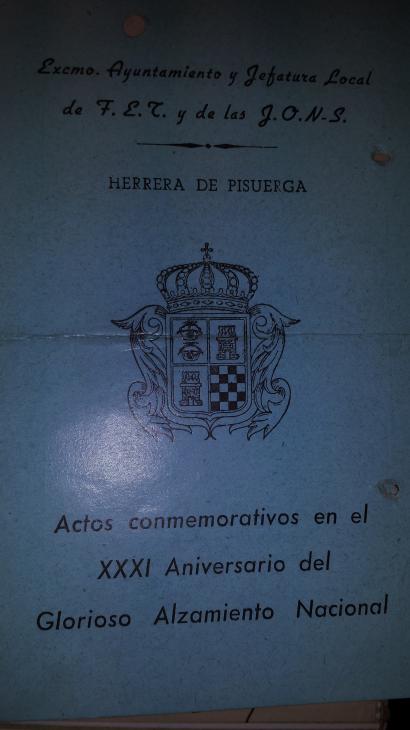 Excmo. Ayuntamiento y Jefatura Local
de F. E. T. y de las J.O.N-S.
HERRERA DE PISUERGA
Actos conmemorativos en el
XXXI Aniversario del
Glorioso Alzamiento Nacional